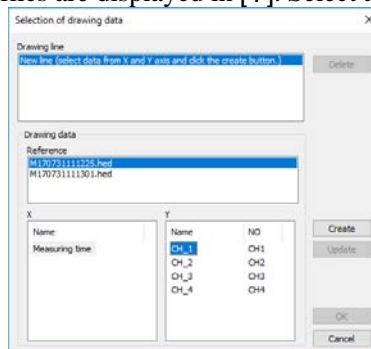 Selection of drawing data
Drawing line
New line (select data from X and Y axis and click the create button.)
Delete
Drawing data
Reference
M170731111225.hed
M170731111301.hed
X
Y
Name
Name NO
Create
Measuring time
CH_1 CH1
Update
CH_2 CH2
CH_3 CH3
CH_4 CH4
OK
Cancel